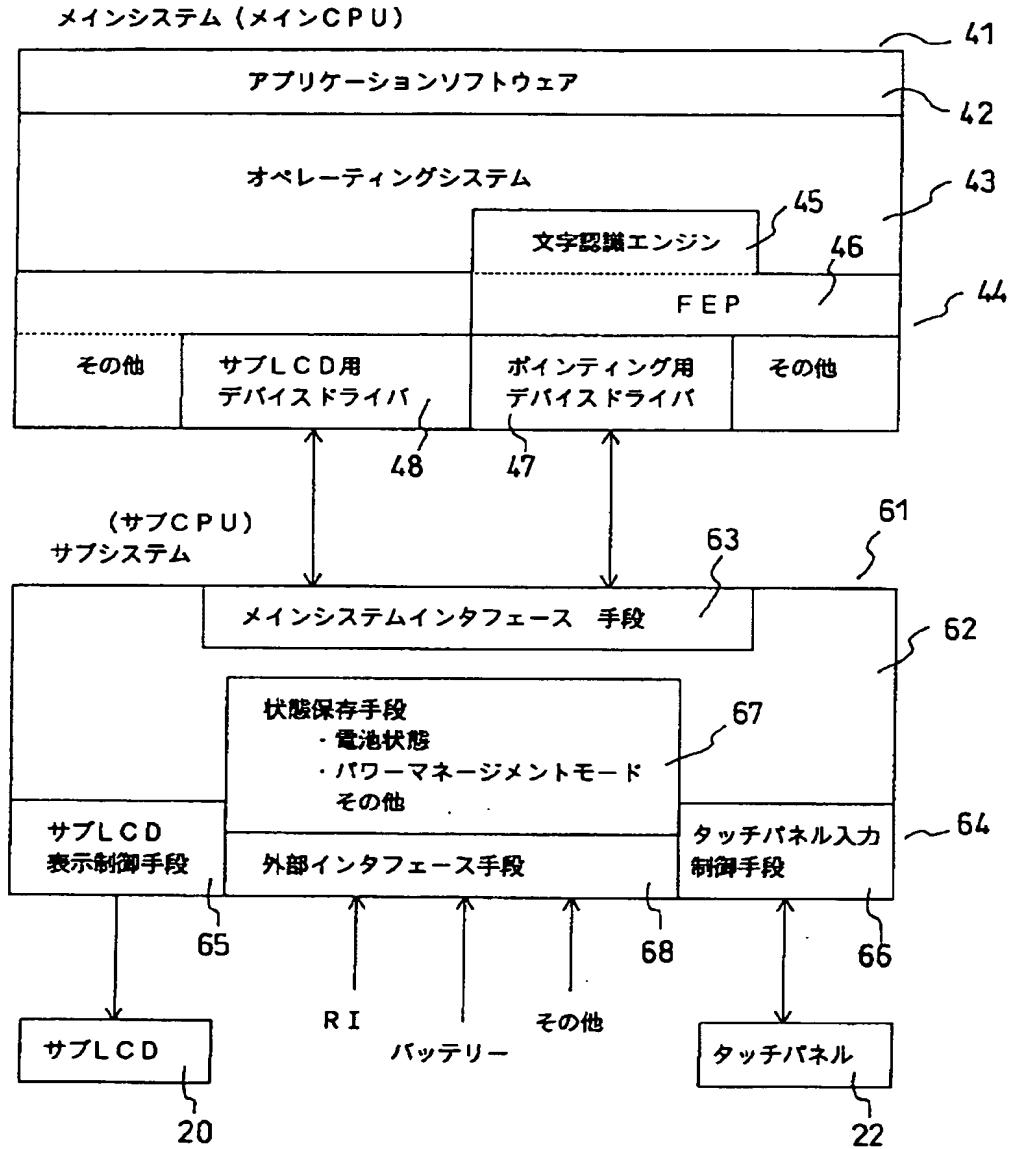 メインシステム(メインCPU)
41
アプリケーションソフトウェア
42
オペレーティングシステム
43
45
文字認識エンジン
46
FEP
44
その他
サブLCD用
デバイスドライバ
ポインティング用
デバイスドライバ
その他
48
47
(サブCPU)
サブシステム
61
63
メインシステムインタフェース 手段
62
状態保存手段
・電池状態
・パワーマネージメントモード
その他
67
サブLCD
表示制御手段
外部インタフェース手段
タッチパネル入力
制御手段
64
65
68
66
RI
バッテリー
その他
サブLCD
タッチパネル
20
22